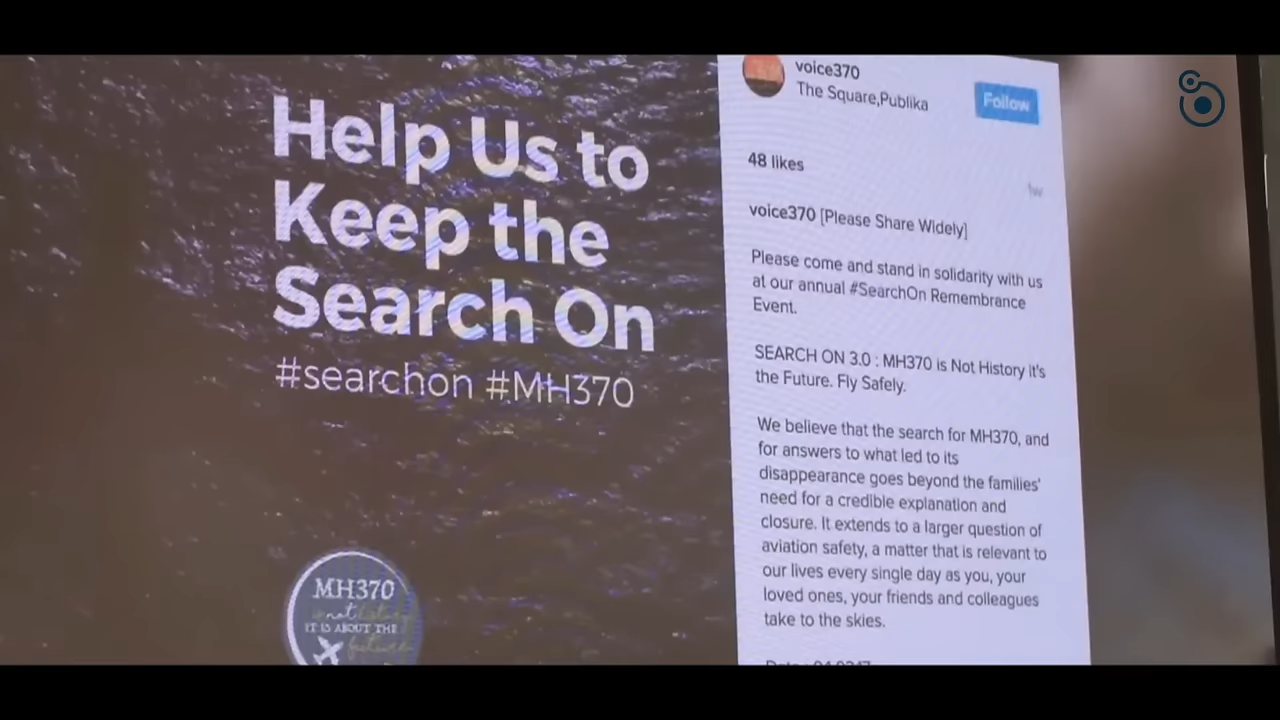 Help Us to
Keep the
Search On
#searchon #MH370
MH370
is not history
IT IS ABOUT THE
future
voice370
The Square,Publika
Follow
48 likes
1w
voice370 [Please Share Widely]
Please come and stand in solidarity with us
at our annual #SearchOn Remembrance
Event.
SEARCH ON 3.0 : MH370 is Not History it's
the Future. Fly Safely.
We believe that the search for MH370, and
for answers to what led to its
disappearance goes beyond the families'
need for a credible explanation and
closure. It extends to a larger question of
aviation safety, a matter that is relevant to
our lives every single day as you, your
loved ones, your friends and colleagues
take to the skies.